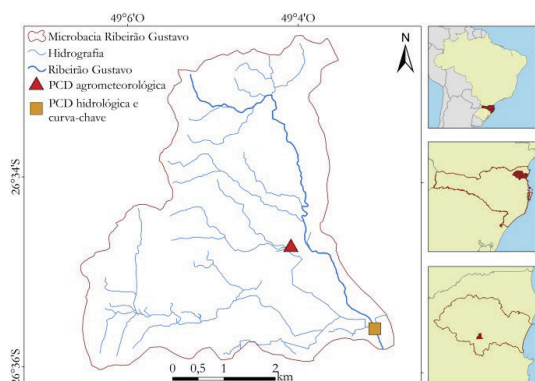 49°6'O
49°4'O
Microbacia Ribeirão Gustavo
Hidrografia
Ribeirão Gustavo
PCD agrometeorológica
PCD hidrológica e
curva-chave
N
26°34'S
26°36'S
0 0,5 1 2
km